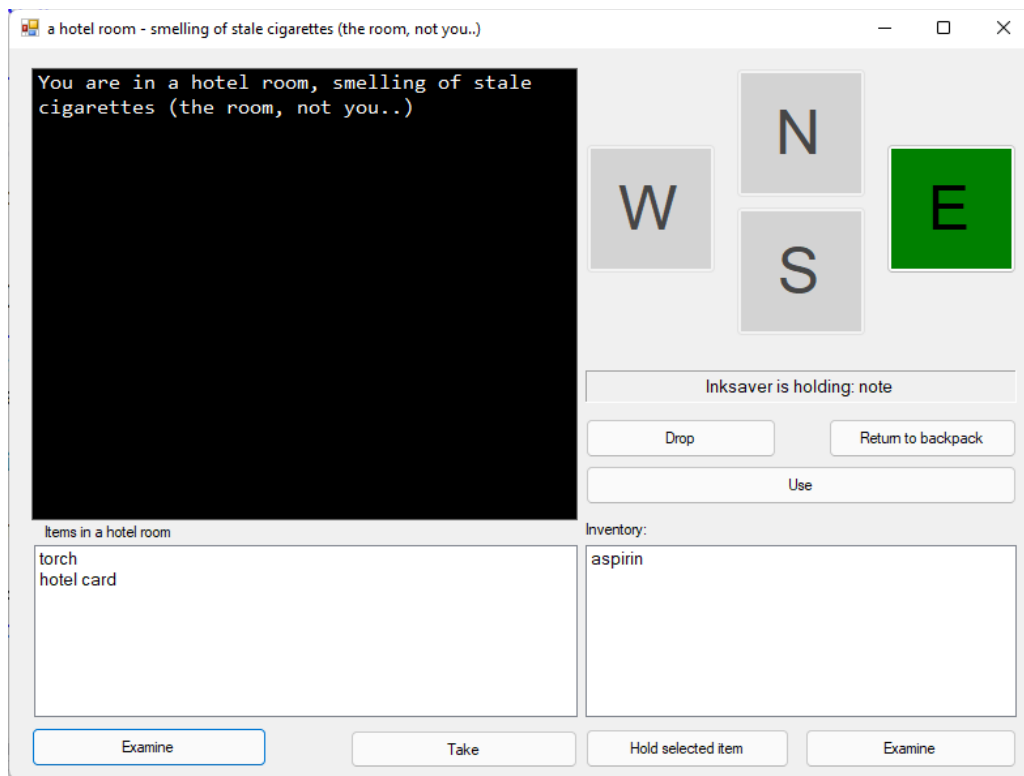 a hotel room - smelling of stale cigarettes (the room, not you..)
You are in a hotel room, smelling of stale
cigarettes (the room, not you..)
N
W
E
S
Inksaver is holding: note
Drop
Return to backpack
Use
Items in a hotel room
torch
hotel card
Inventory:
aspirin
Examine
Take
Hold selected item
Examine